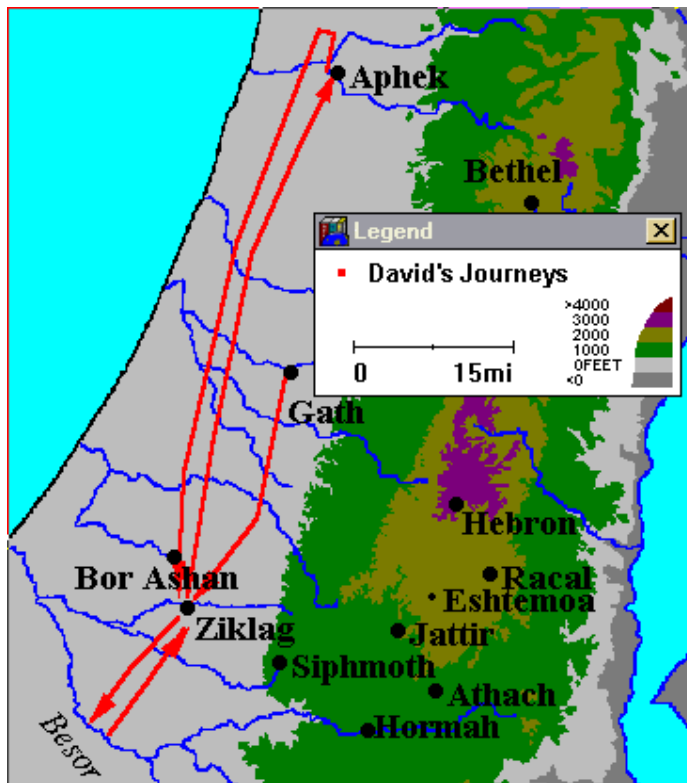 Aphek
Bethel
Legend
David's Journeys
0 15mi
>4000
3000
2000
1000
0FEET
<0
Gath
Hebron
Bor Ashan
Racal
Eshtemoa
Ziklag
Jattir
Siphmoth
Athach
Hormah
Besor